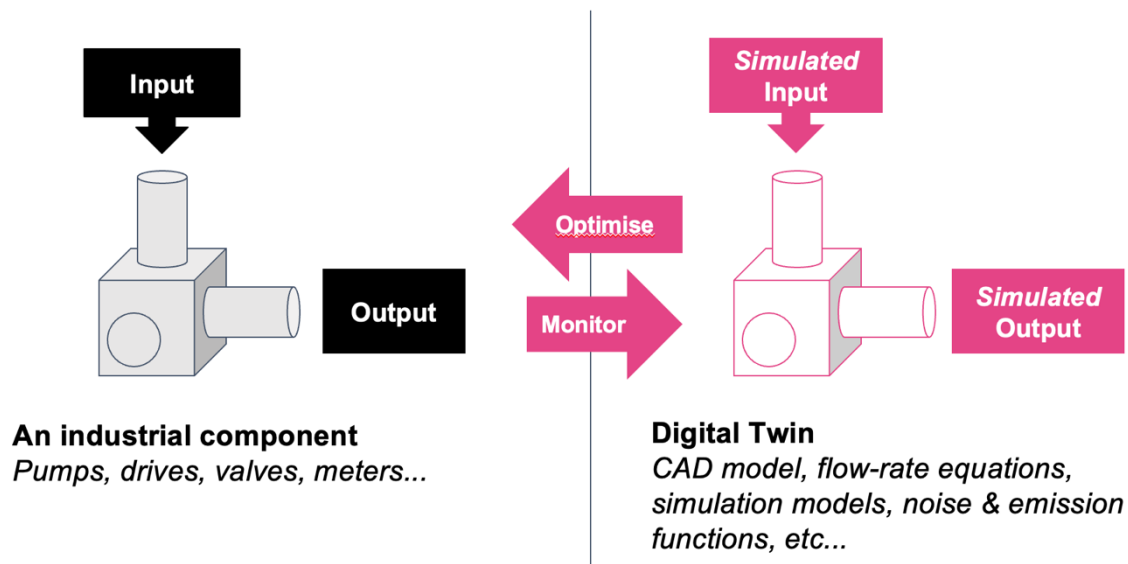 Input
Output
An industrial component
Pumps, drives, valves, meters...
Optimise
Monitor
Simulated
Input
Simulated
Output
Digital Twin
CAD model, flow-rate equations,
simulation models, noise & emission
functions, etc...